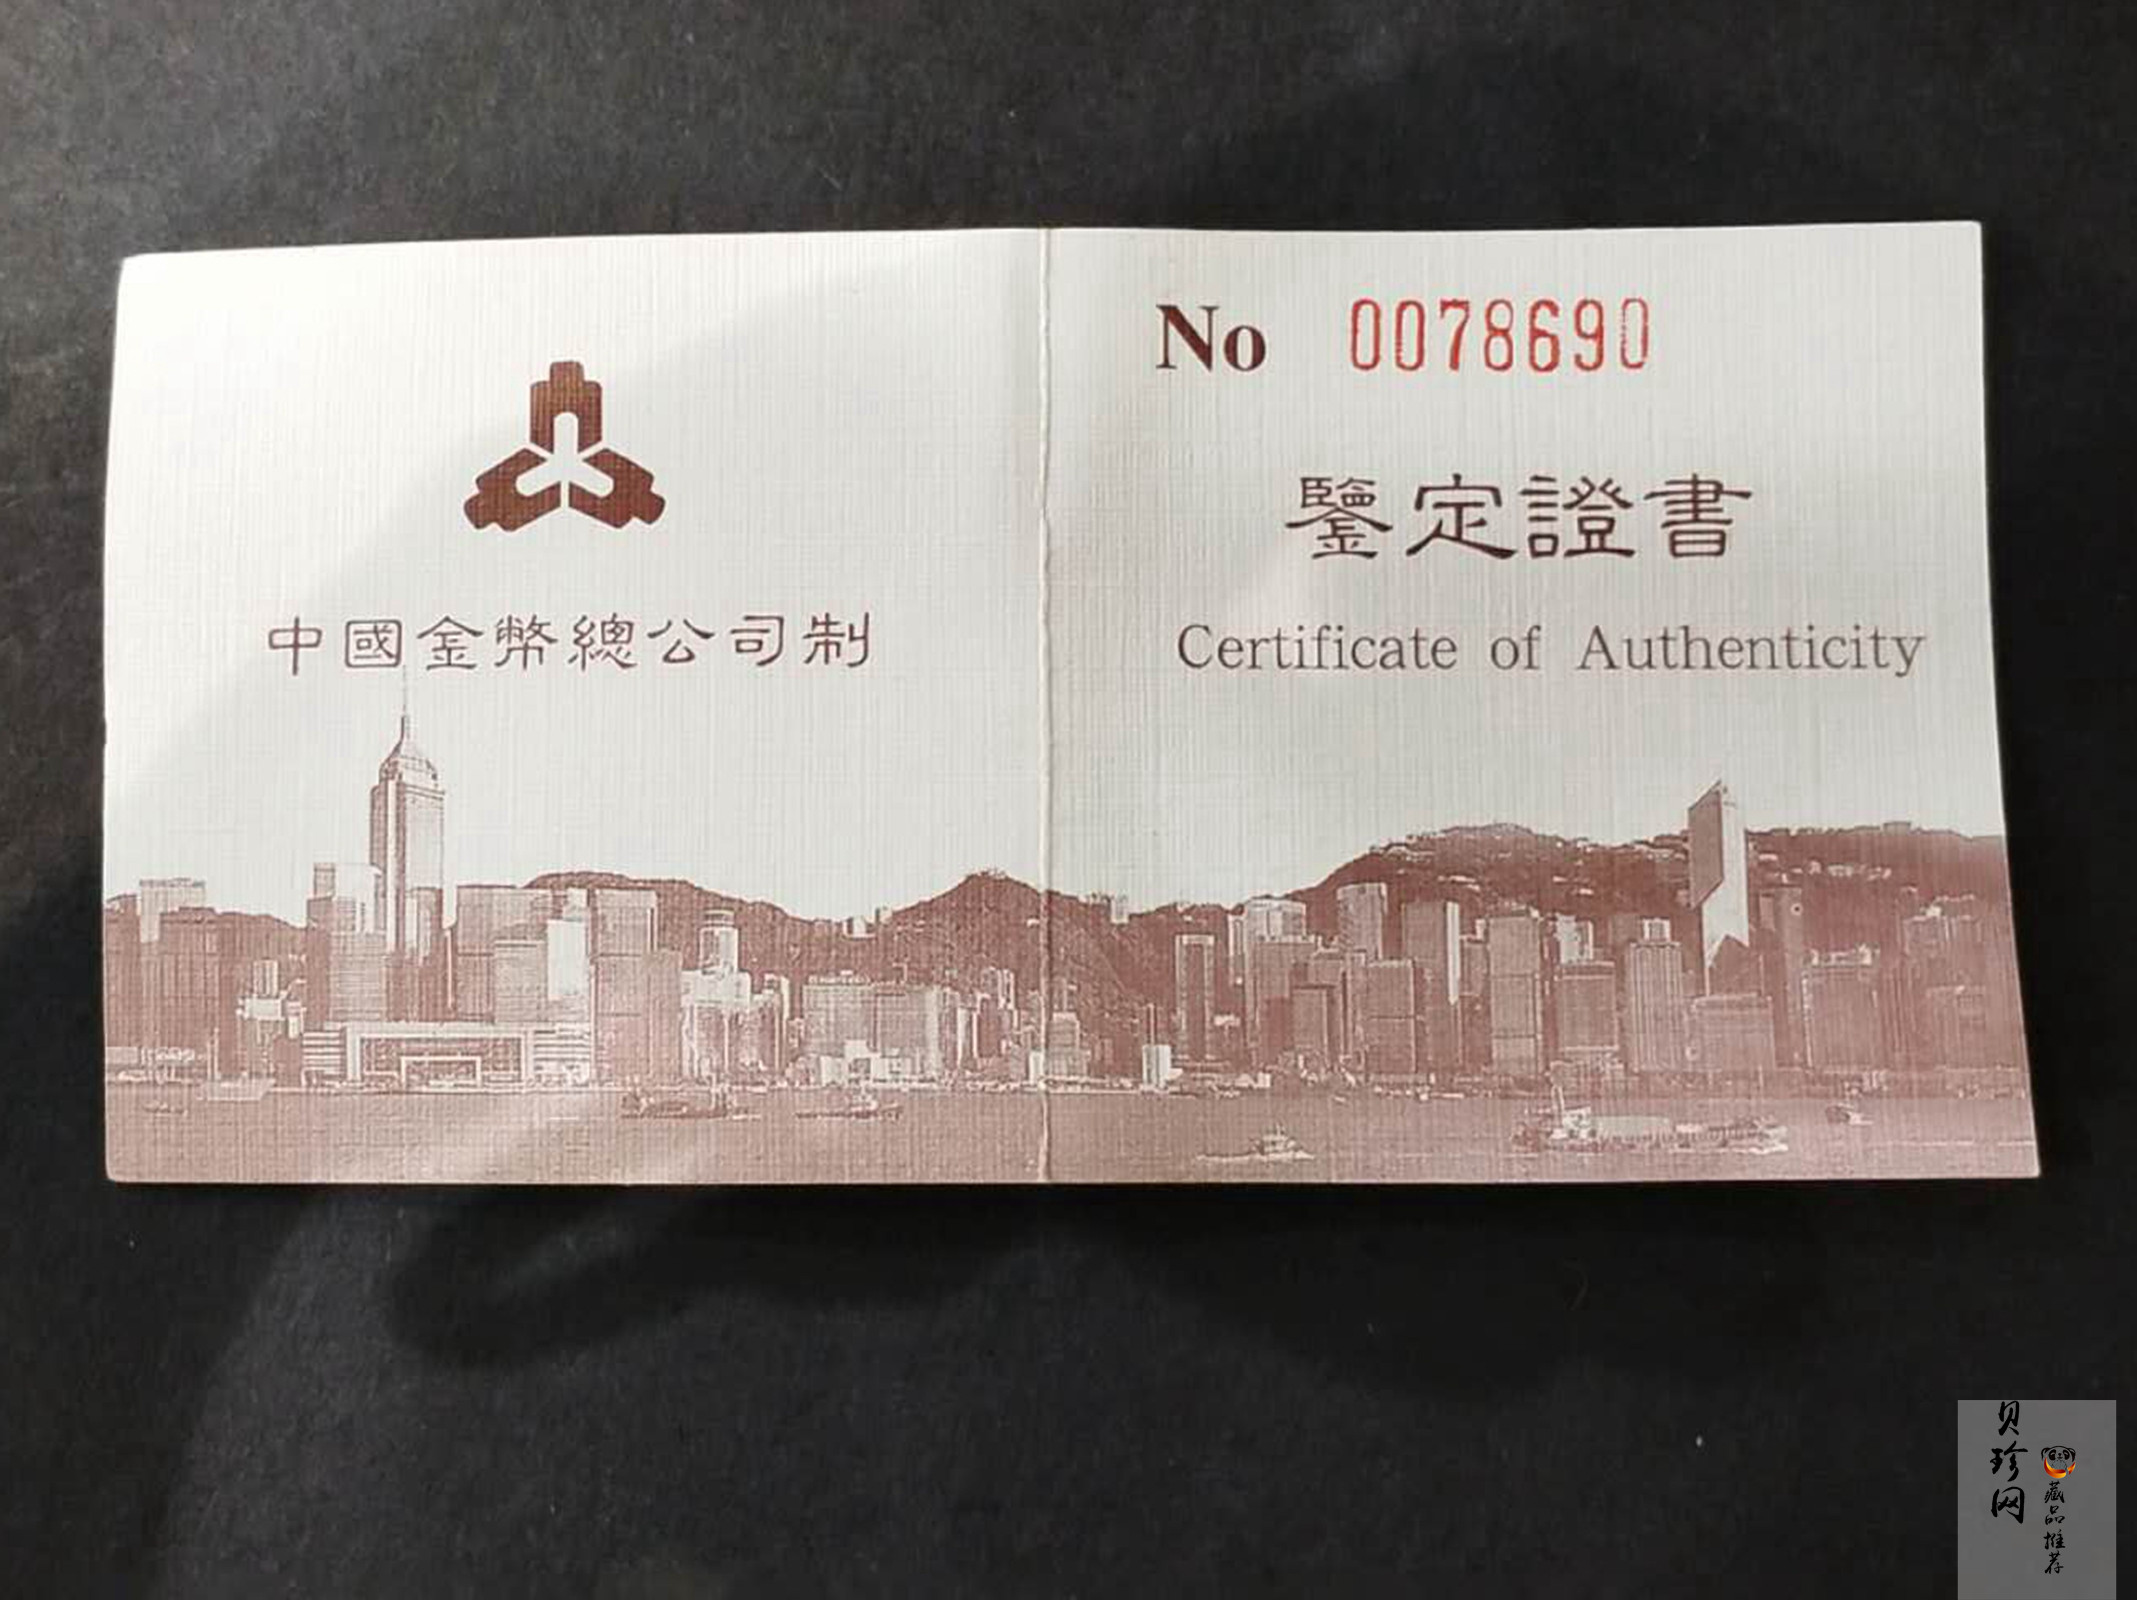 No 0078690
鑒定證書
Certificate of Authenticity
中國金幣總公司制
贝珍网
藏品推荐